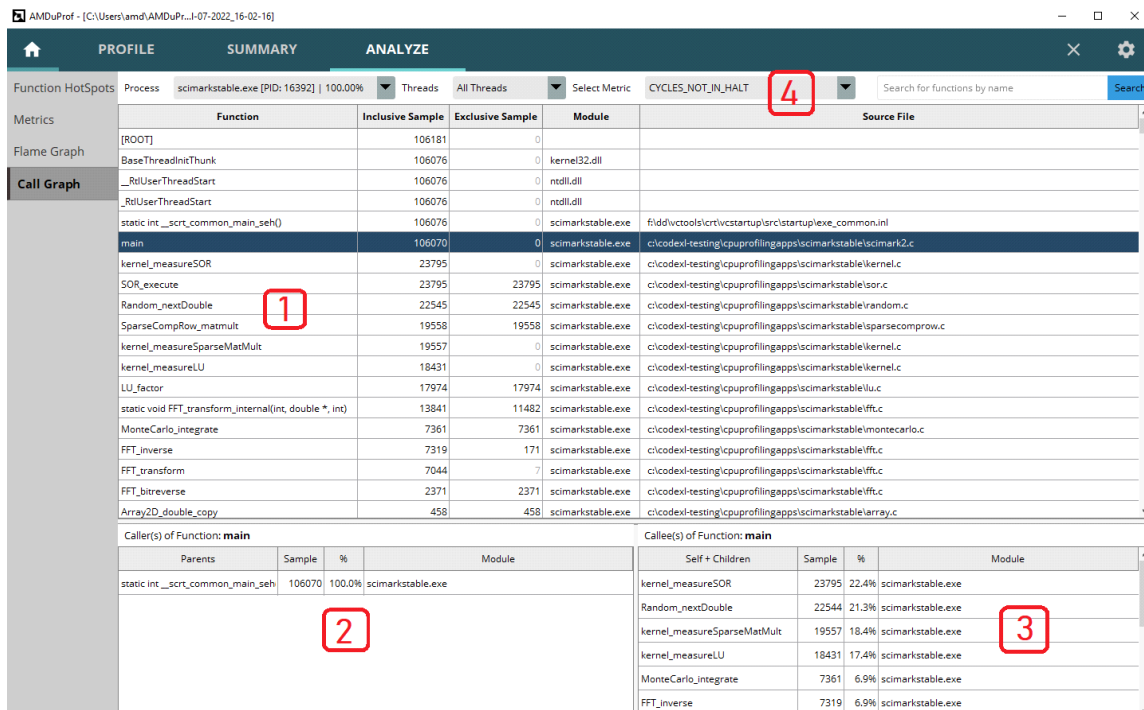 AMDuProf - [C:\Users\amd\AMDuPr...l-07-2022_16-02-16]
PROFILE SUMMARY ANALYZE
Function HotSpots
Metrics
Flame Graph
Call Graph
Process scimarkstable.exe [PID: 16392] | 100.00% Threads All Threads Select Metric CYCLES_NOT_IN_HALT 4 Search for functions by name Search
Function Inclusive Sample Exclusive Sample Module Source File
[ROOT] 106181 0
BaseThreadInitThunk 106076 0 kernel32.dll
__RtlUserThreadStart 106076 0 ntdll.dll
_RtlUserThreadStart 106076 0 ntdll.dll
static int __scrt_common_main_seh() 106076 0 scimarkstable.exe f:\dd\vctools\crt\vcstartup\src\startup\exe_common.inl
main 106070 0 scimarkstable.exe c:\codexl-testing\cpuprofilingapps\scimarkstable\scimark2.c
kernel_measureSOR 23795 0 scimarkstable.exe c:\codexl-testing\cpuprofilingapps\scimarkstable\kernel.c
SOR_execute 23795 23795 scimarkstable.exe c:\codexl-testing\cpuprofilingapps\scimarkstable\sor.c
Random_nextDouble 22545 22545 scimarkstable.exe c:\codexl-testing\cpuprofilingapps\scimarkstable\random.c
1
SparseCompRow_matmult 19558 19558 scimarkstable.exe c:\codexl-testing\cpuprofilingapps\scimarkstable\sparsecomprow.c
kernel_measureSparseMatMult 19557 0 scimarkstable.exe c:\codexl-testing\cpuprofilingapps\scimarkstable\kernel.c
kernel_measureLU 18431 0 scimarkstable.exe c:\codexl-testing\cpuprofilingapps\scimarkstable\kernel.c
LU_factor 17974 17974 scimarkstable.exe c:\codexl-testing\cpuprofilingapps\scimarkstable\lu.c
static void FFT_transform_internal(int, double *, int) 13841 11482 scimarkstable.exe c:\codexl-testing\cpuprofilingapps\scimarkstable\fft.c
MonteCarlo_integrate 7361 7361 scimarkstable.exe c:\codexl-testing\cpuprofilingapps\scimarkstable\montecarlo.c
FFT_inverse 7319 171 scimarkstable.exe c:\codexl-testing\cpuprofilingapps\scimarkstable\fft.c
FFT_transform 7044 7 scimarkstable.exe c:\codexl-testing\cpuprofilingapps\scimarkstable\fft.c
FFT_bitreverse 2371 2371 scimarkstable.exe c:\codexl-testing\cpuprofilingapps\scimarkstable\fft.c
Array2D_double_copy 458 458 scimarkstable.exe c:\codexl-testing\cpuprofilingapps\scimarkstable\array.c
Caller(s) of Function: main
Parents Sample % Module
static int __scrt_common_main_seh 106070 100.0% scimarkstable.exe
2
Callee(s) of Function: main
Self + Children Sample % Module
kernel_measureSOR 23795 22.4% scimarkstable.exe
Random_nextDouble 22544 21.3% scimarkstable.exe
kernel_measureSparseMatMult 19557 18.4% scimarkstable.exe
3
kernel_measureLU 18431 17.4% scimarkstable.exe
MonteCarlo_integrate 7361 6.9% scimarkstable.exe
FFT_inverse 7319 6.9% scimarkstable.exe